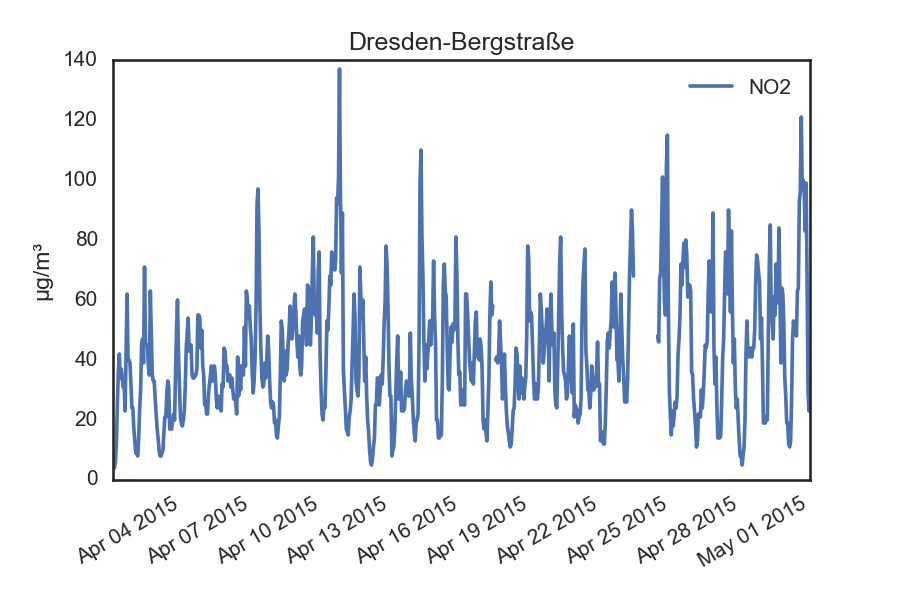 Dresden-Bergstraße
NO2
µg/m³
140
120
100
80
60
40
20
0
Apr 04 2015
Apr 07 2015
Apr 10 2015
Apr 13 2015
Apr 16 2015
Apr 19 2015
Apr 22 2015
Apr 25 2015
Apr 28 2015
May 01 2015